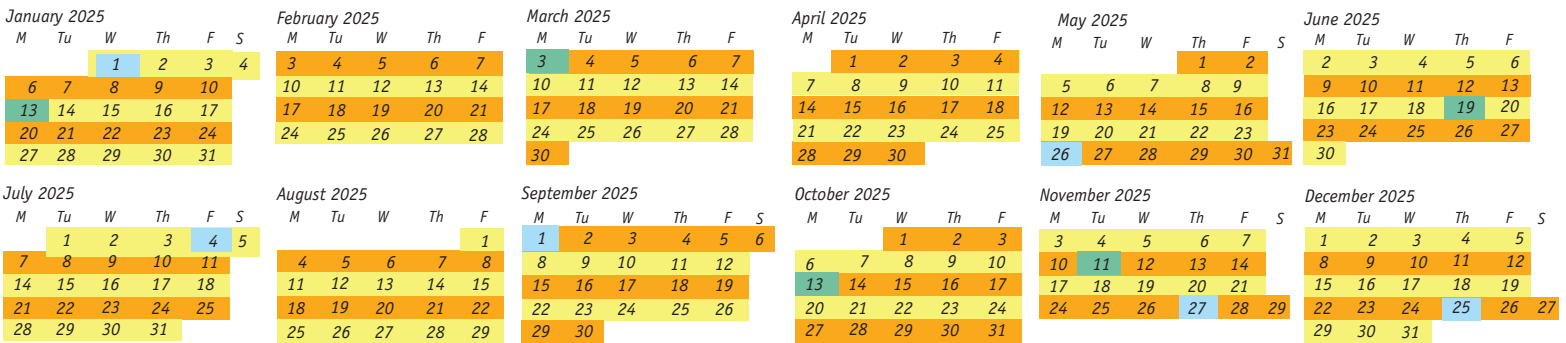 January 2025
M Tu W Th F S
1 2 3 4
6 7 8 9 10
13 14 15 16 17
20 21 22 23 24
27 28 29 30 31
February 2025
M Tu W Th F
3 4 5 6 7
10 11 12 13 14
17 18 19 20 21
24 25 26 27 28
March 2025
M Tu W Th F
3 4 5 6 7
10 11 12 13 14
17 18 19 20 21
24 25 26 27 28
30
April 2025
M Tu W Th F
1 2 3 4
7 8 9 10 11
14 15 16 17 18
21 22 23 24 25
28 29 30
May 2025
M Tu W Th F S
1 2
5 6 7 8 9
12 13 14 15 16
19 20 21 22 23
26 27 28 29 30 31
June 2025
M Tu W Th F
2 3 4 5 6
9 10 11 12 13
16 17 18 19 20
23 24 25 26 27
30
July 2025
M Tu W Th F S
1 2 3 4 5
7 8 9 10 11
14 15 16 17 18
21 22 23 24 25
28 29 30 31
August 2025
M Tu W Th F
1
4 5 6 7 8
11 12 13 14 15
18 19 20 21 22
25 26 27 28 29
September 2025
M Tu W Th F S
1 2 3 4 5 6
8 9 10 11 12
15 16 17 18 19
22 23 24 25 26
29 30
October 2025
M Tu W Th F
1 2 3
6 7 8 9 10
13 14 15 16 17
20 21 22 23 24
27 28 29 30 31
November 2025
M Tu W Th F S
3 4 5 6 7
10 11 12 13 14
17 18 19 20 21
24 25 26 27 28 29
December 2025
M Tu W Th F S
1 2 3 4 5
8 9 10 11 12
15 16 17 18 19
22 23 24 25 26 27
29 30 31